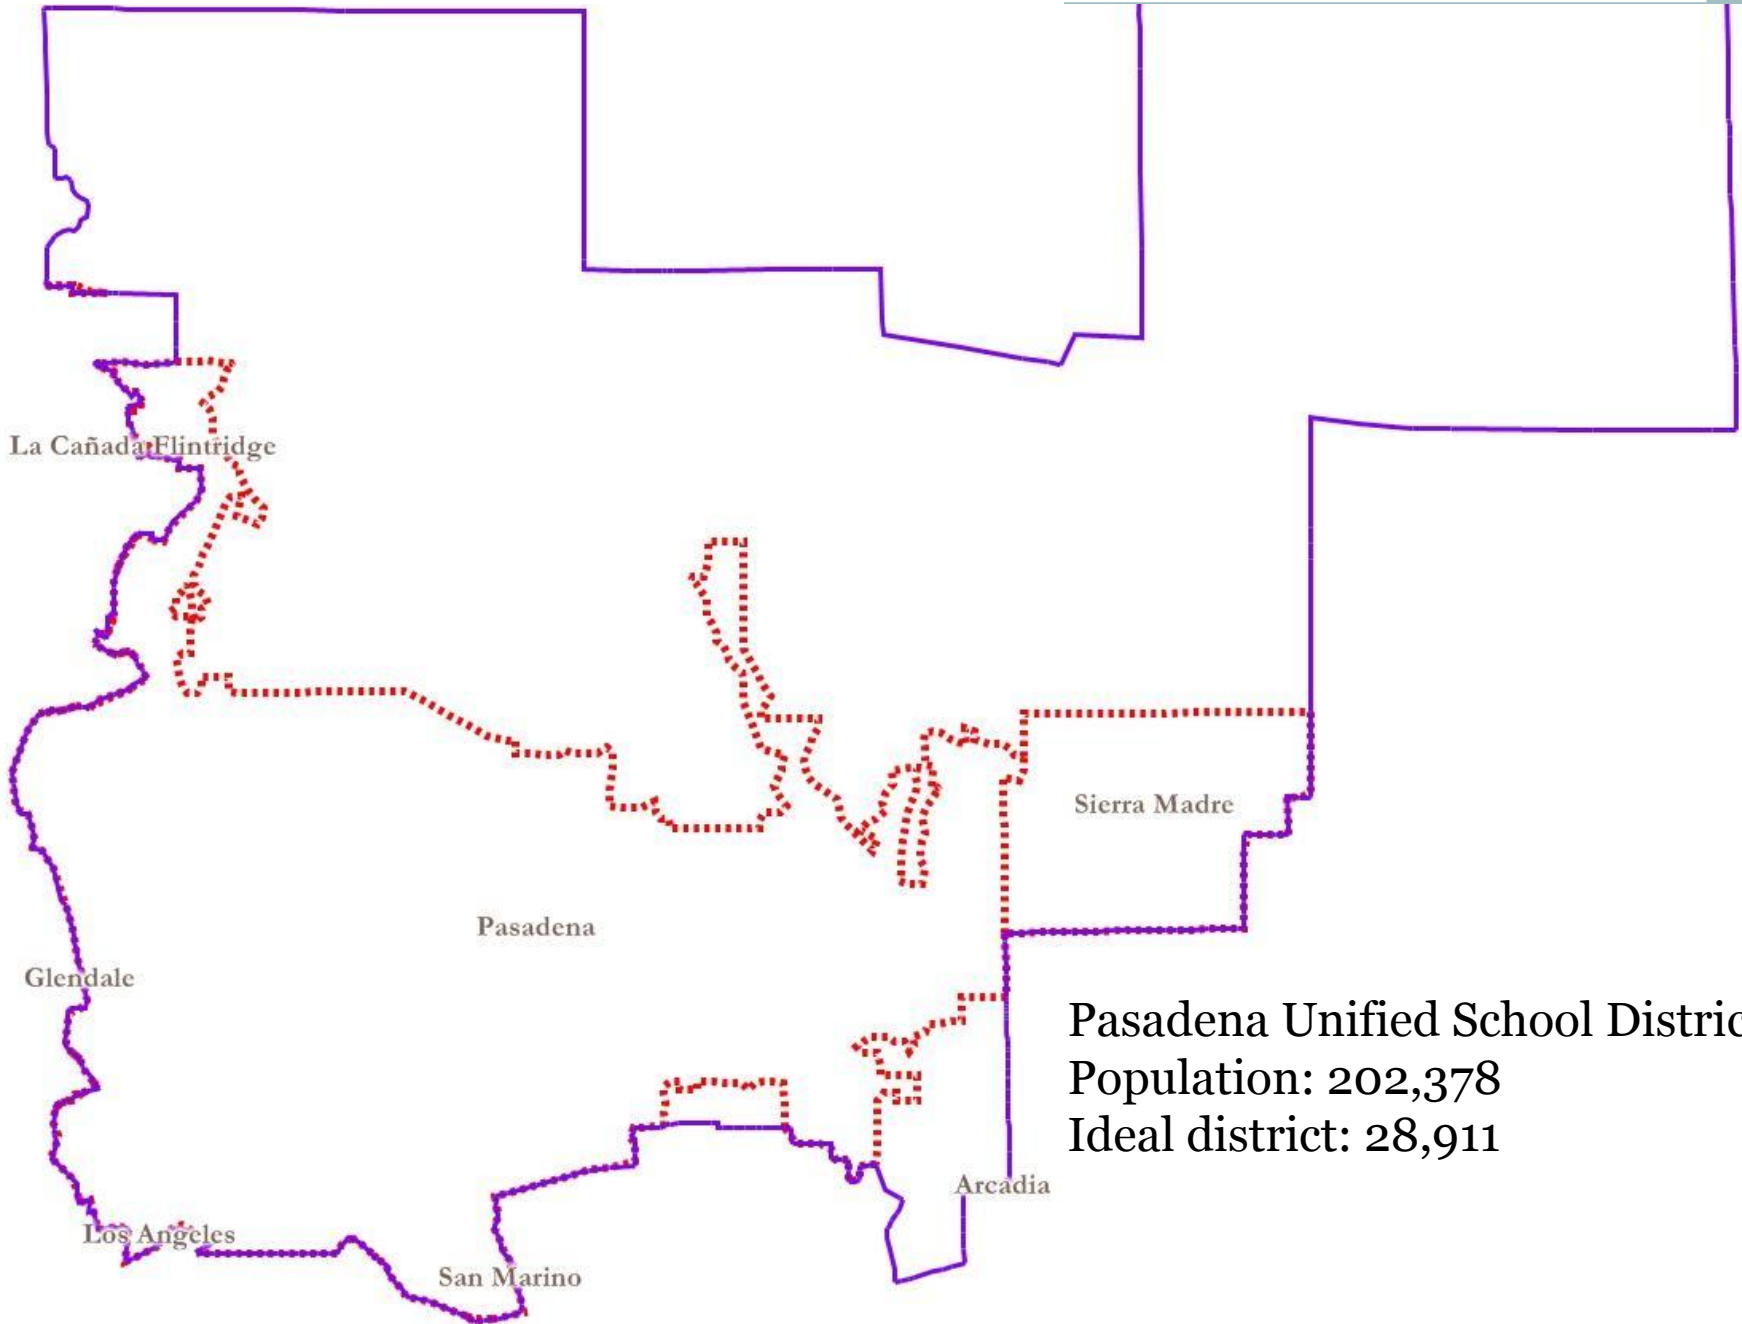 La Cañada Flintridge
Sierra Madre
Pasadena
Glendale
Pasadena Unified School Distric
Population: 202,378
Ideal district: 28,911
Arcadia
Los Angeles
San Marino